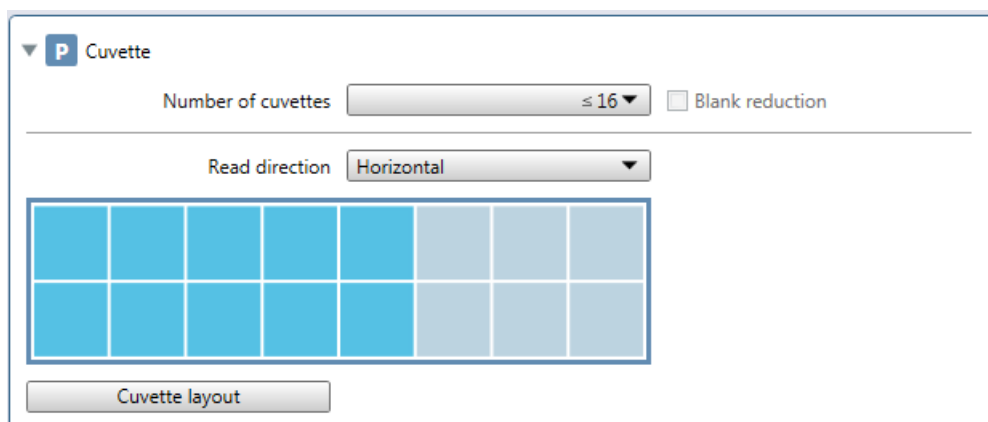 P Cuvette
Number of cuvettes ≤ 16 Blank reduction
Read direction Horizontal
Cuvette layout